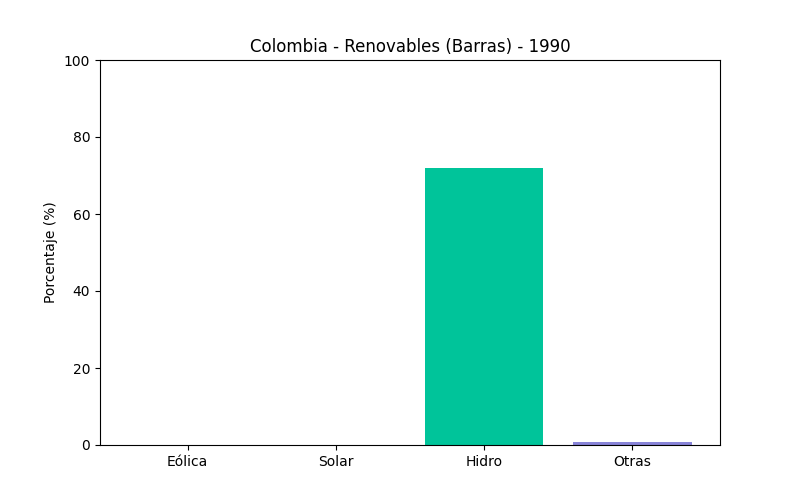 Colombia - Renovables (Barras) - 1990
Porcentaje (%)
100
80
60
40
20
0
Eólica Solar Hidro Otras